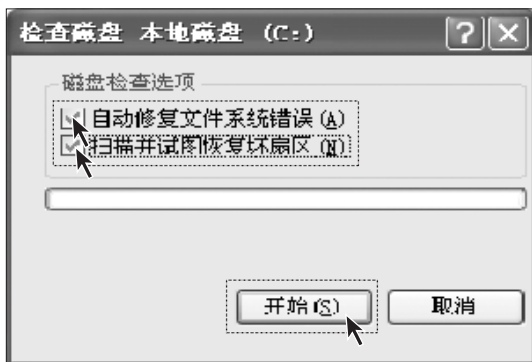 检查磁盘 本地磁盘 (C:)
磁盘检查选项
自动修复文件系统错误(A)
扫描并试图恢复坏扇区(N)
开始(S) 取消